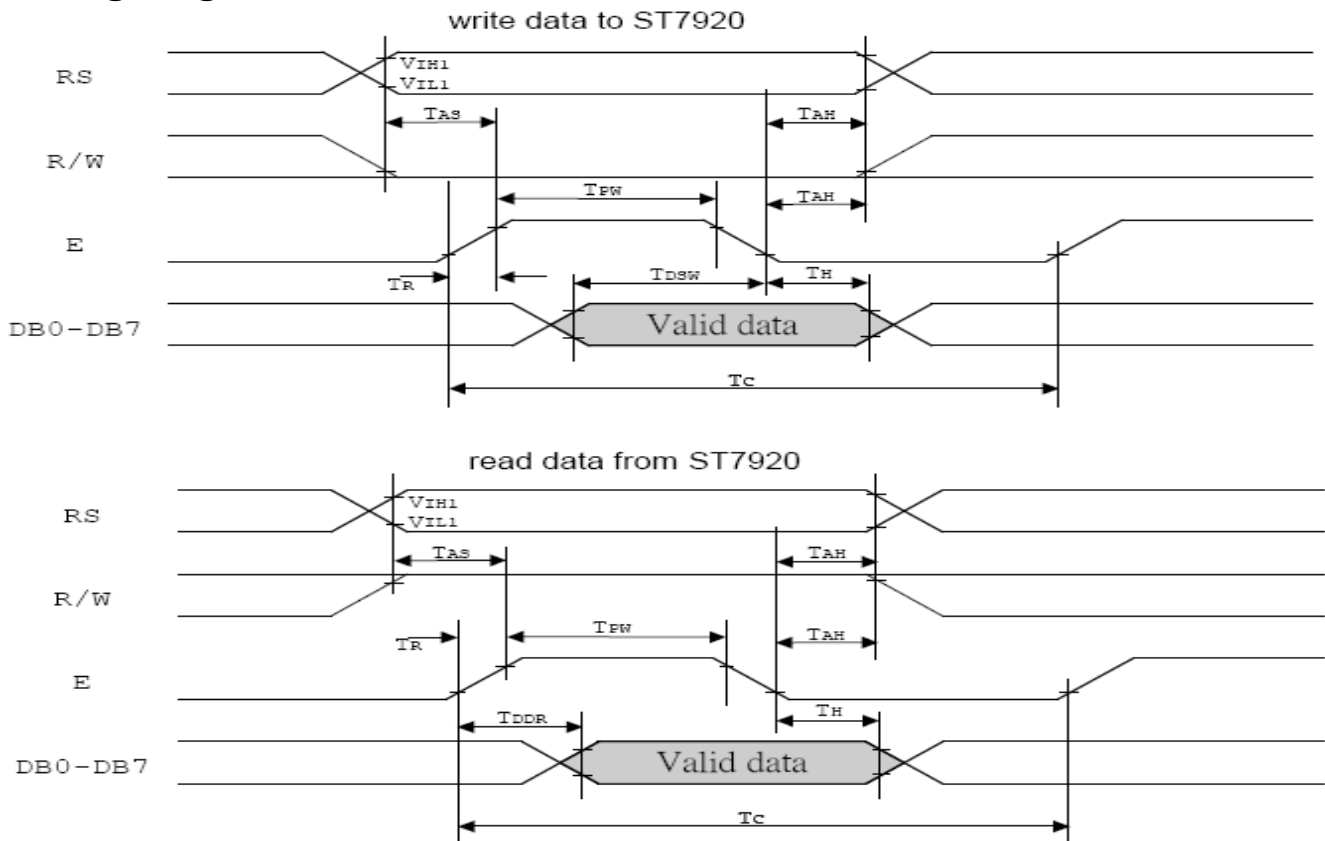 write data to ST7920
RS
VIH1
VIL1
TAS
TAH
R/W
TPW
TAH
E
TR
TDSW
TH
DB0-DB7
Valid data
TC
read data from ST7920
RS
VIH1
VIL1
TAS
TAH
R/W
TR
TPW
TAH
E
TDDR
TH
DB0-DB7
Valid data
TC